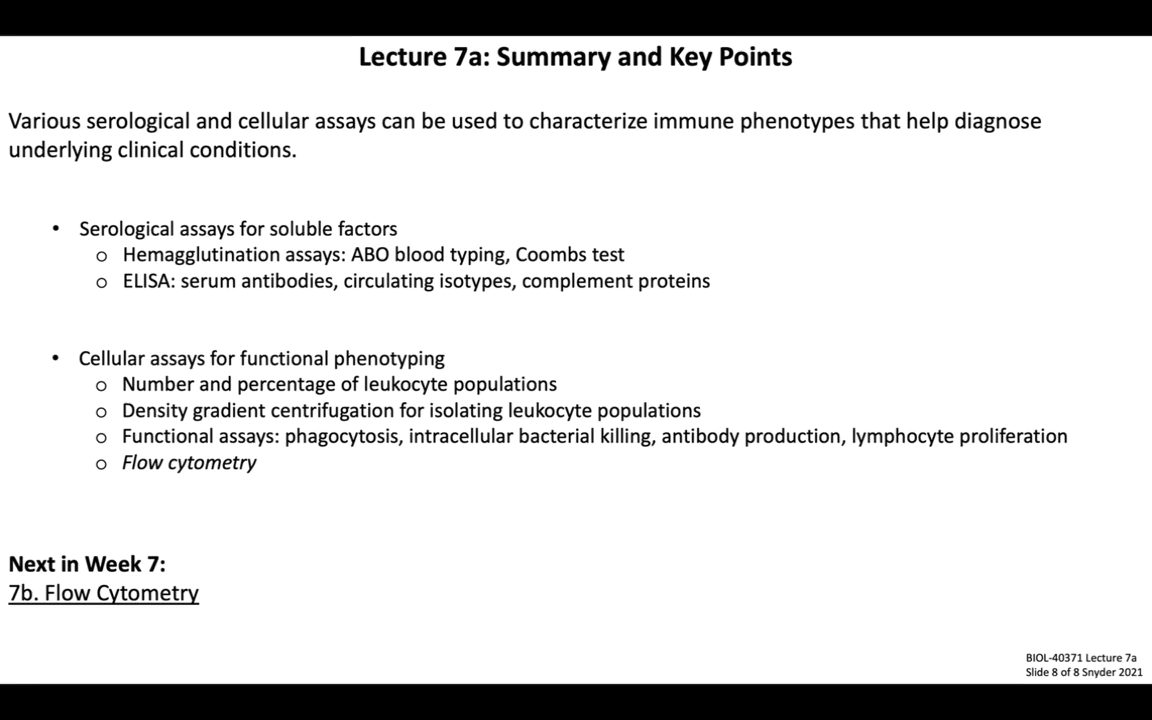 Lecture 7a: Summary and Key Points
Various serological and cellular assays can be used to characterize immune phenotypes that help diagnose
underlying clinical conditions.
• Serological assays for soluble factors
o Hemagglutination assays: ABO blood typing, Coombs test
o ELISA: serum antibodies, circulating isotypes, complement proteins
• Cellular assays for functional phenotyping
o Number and percentage of leukocyte populations
o Density gradient centrifugation for isolating leukocyte populations
o Functional assays: phagocytosis, intracellular bacterial killing, antibody production, lymphocyte proliferation
o Flow cytometry
Next in Week 7:
7b. Flow Cytometry
BIOL-40371 Lecture 7a
Slide 8 of 8 Snyder 2021